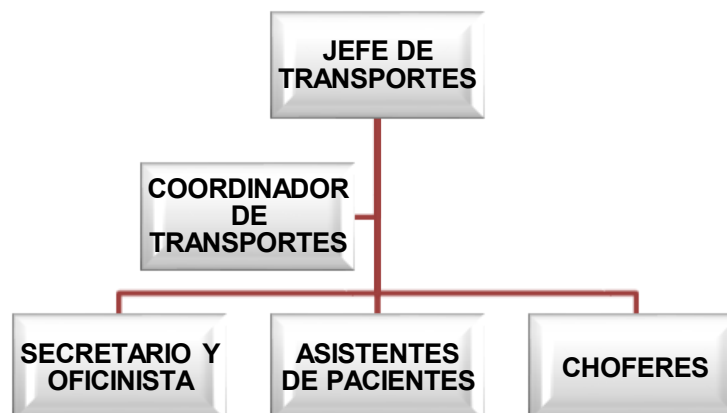 JEFE DE
TRANSPORTES
COORDINADOR
DE
TRANSPORTES
SECRETARIO Y
OFICINISTA
ASISTENTES
DE PACIENTES
CHOFERES